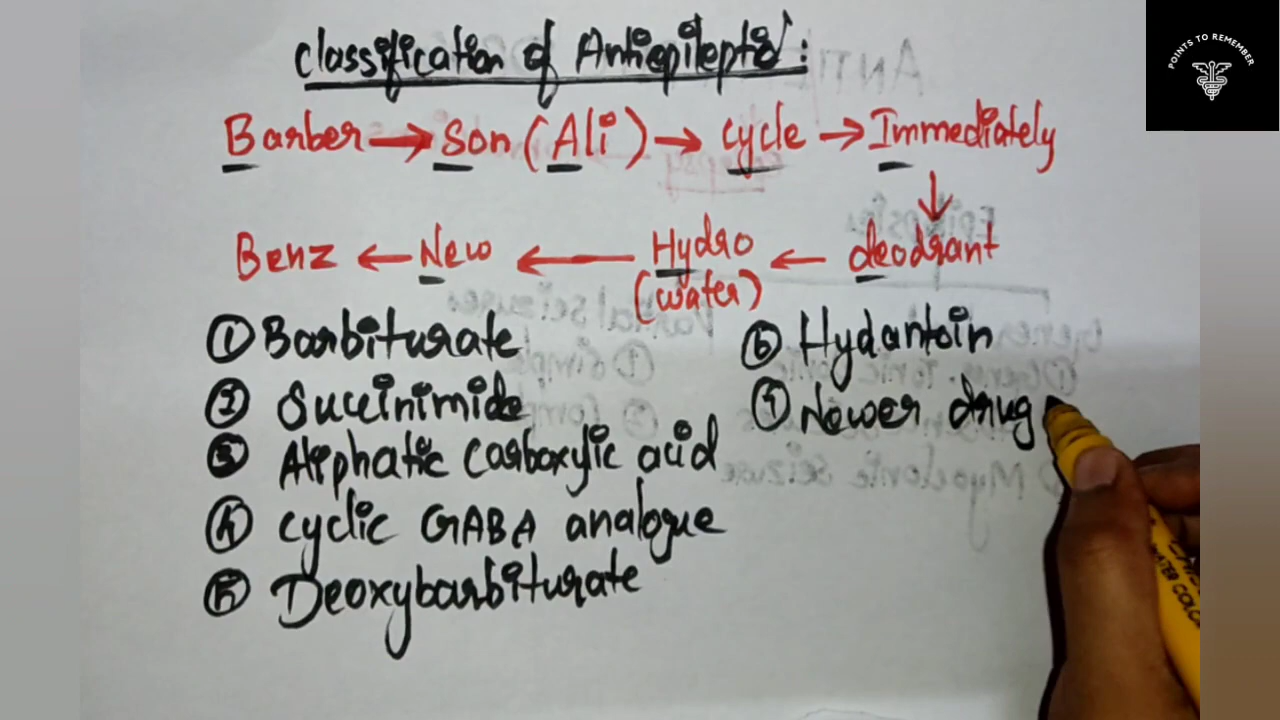 Classification of Antiepileptic:
Barber → Son (Ali) → cycle → Immediately
↓
Benz ← New ← Hydro ← deodrant
(water)
① Barbiturate
② Succinimide
③ Aliphatic Carboxylic acid
④ cyclic GABA analogue
⑤ Deoxybarbiturate
⑥ Hydantoin
⑦ Newer drug
POINTS TO REMEMBER